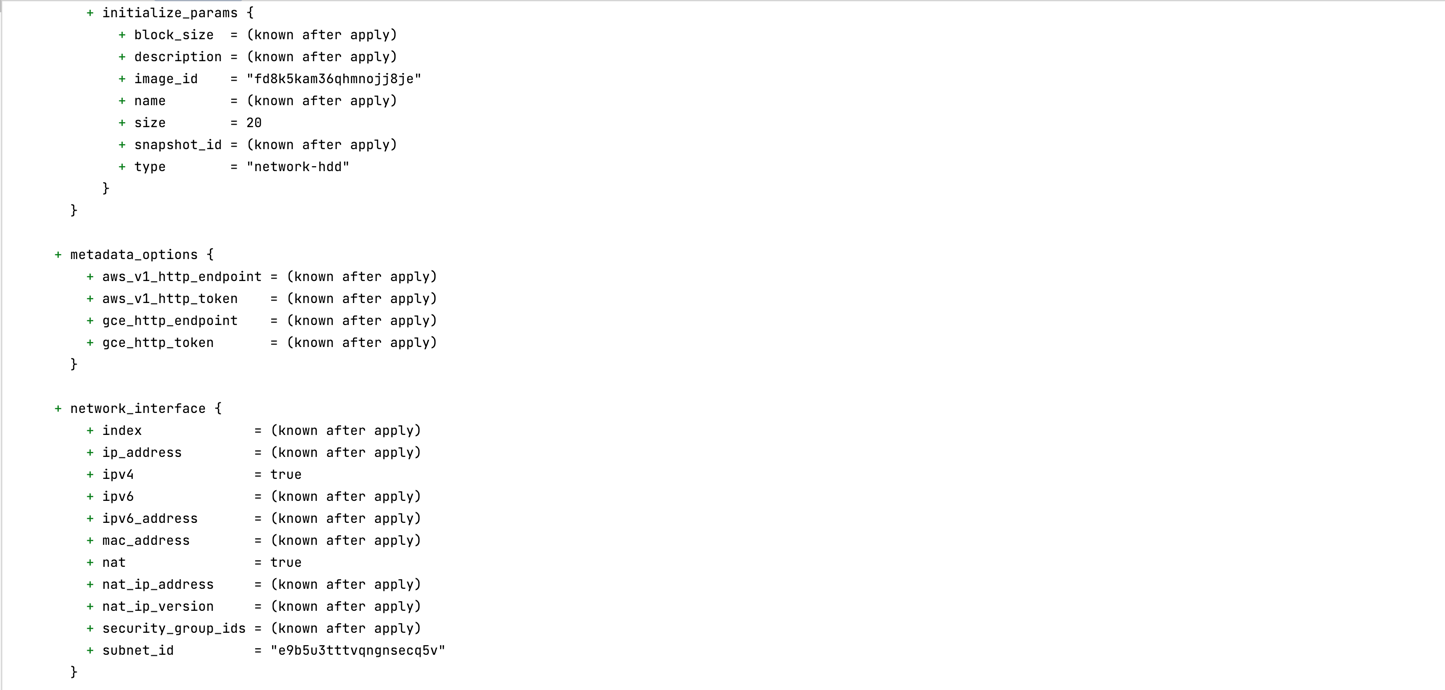 + initialize_params {
+ block_size = (known after apply)
+ description = (known after apply)
+ image_id = "fd8k5kam36qhmnojj8je"
+ name = (known after apply)
+ size = 20
+ snapshot_id = (known after apply)
+ type = "network-hdd"
}
}
+ metadata_options {
+ aws_v1_http_endpoint = (known after apply)
+ aws_v1_http_token = (known after apply)
+ gce_http_endpoint = (known after apply)
+ gce_http_token = (known after apply)
}
+ network_interface {
+ index = (known after apply)
+ ip_address = (known after apply)
+ ipv4 = true
+ ipv6 = (known after apply)
+ ipv6_address = (known after apply)
+ mac_address = (known after apply)
+ nat = true
+ nat_ip_address = (known after apply)
+ nat_ip_version = (known after apply)
+ security_group_ids = (known after apply)
+ subnet_id = "e9b5u3tttvqngnsecq5v"
}